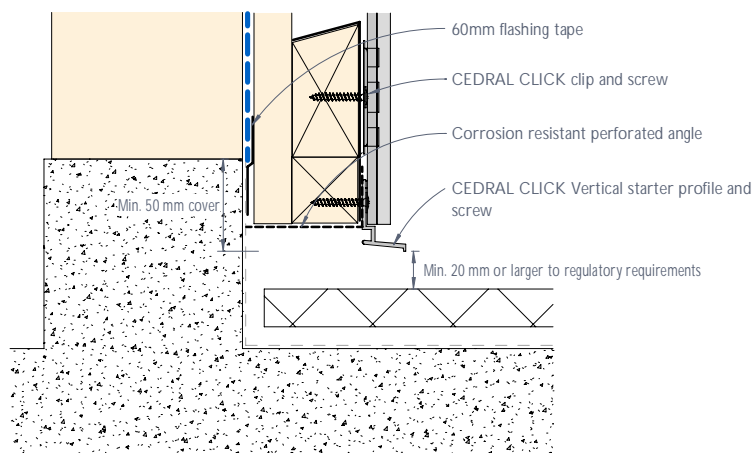 60mm flashing tape
CEDRAL CLICK clip and screw
Corrosion resistant perforated angle
CEDRAL CLICK Vertical starter profile and
screw
Min. 50 mm cover
Min. 20 mm or larger to regulatory requirements